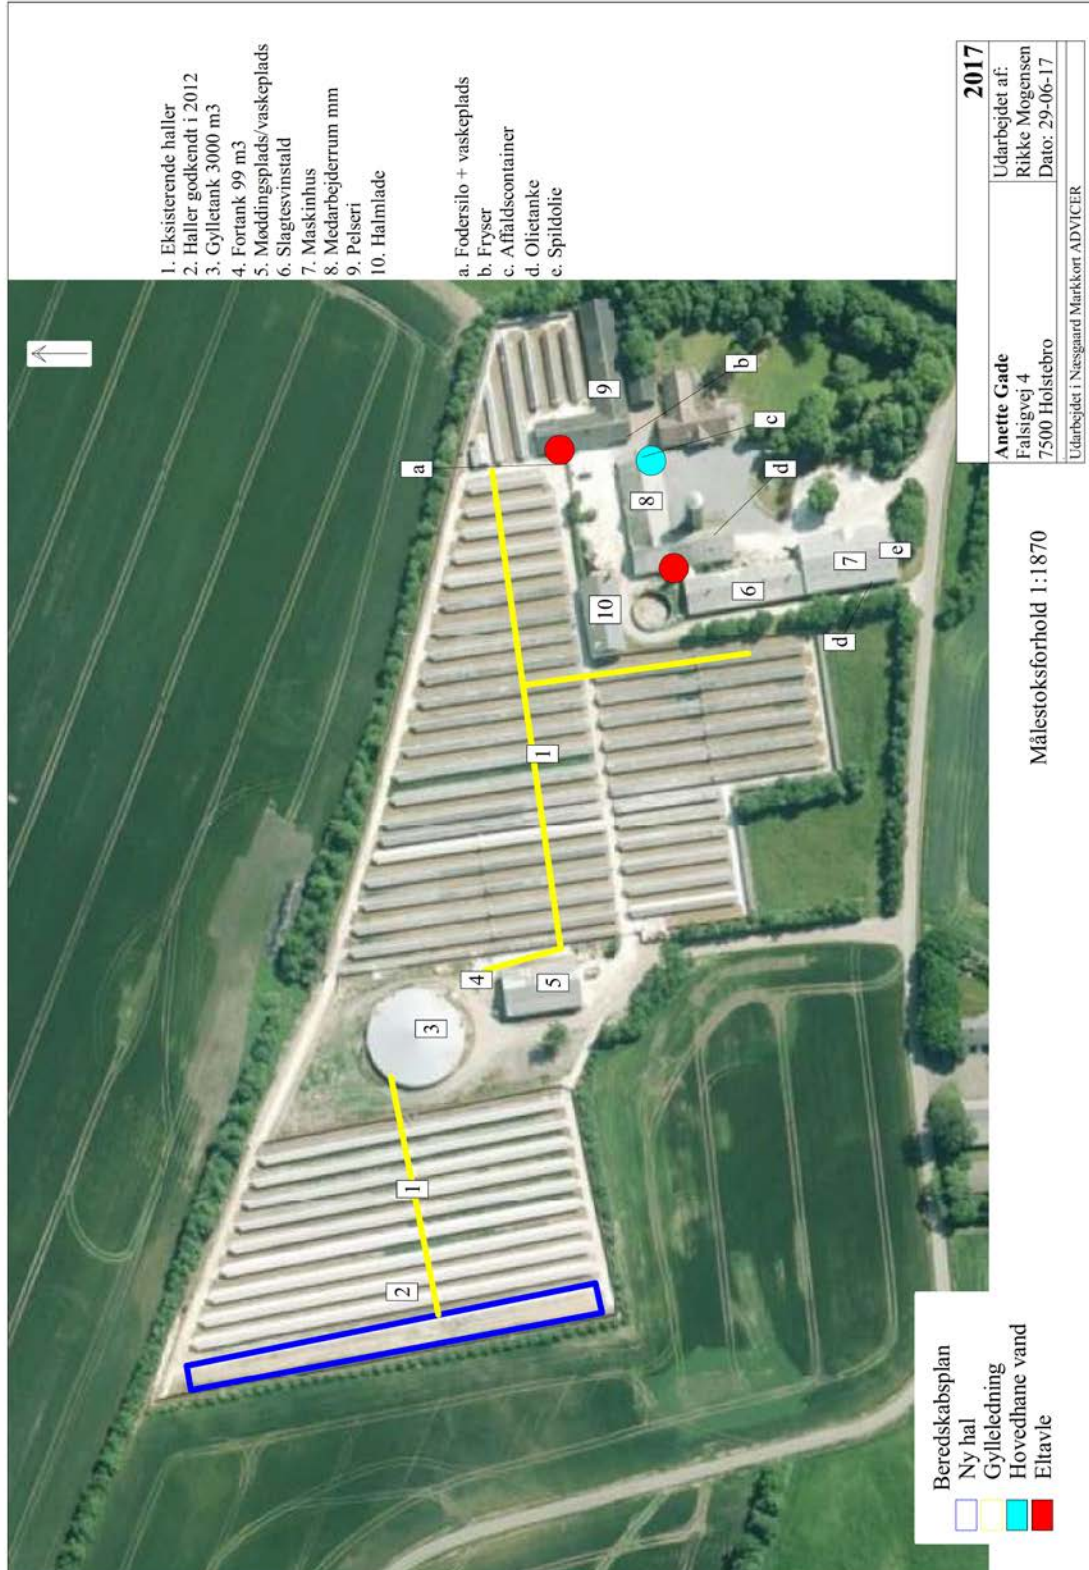 1. Eksisterende haller
2. Haller godkendt i 2012
3. Gylletank 3000 m3
4. Fortank 99 m3
5. Møddingsplads/vaskeplads
6. Slagtesvinstald
7. Maskinhus
8. Medarbejderrum mm
9. Pelseri
10. Halmlade
a. Fodersilo + vaskeplads
b. Fryser
c. Affaldscontainer
d. Olietanke
e. Spildolie
2
1
3
4
5
1
a
10
8
9
b
c
d
6
7
d
e
Beredskabsplan
Ny hal
Gylleledning
Hovedhane vand
Eltavle
Målestoksforhold 1:1870
2017
Anette Gade
Falsigvej 4
7500 Holstebro
Udarbejdet af:
Rikke Mogensen
Dato: 29-06-17
Udarbejdet i Næsgaard Markkort ADVICER